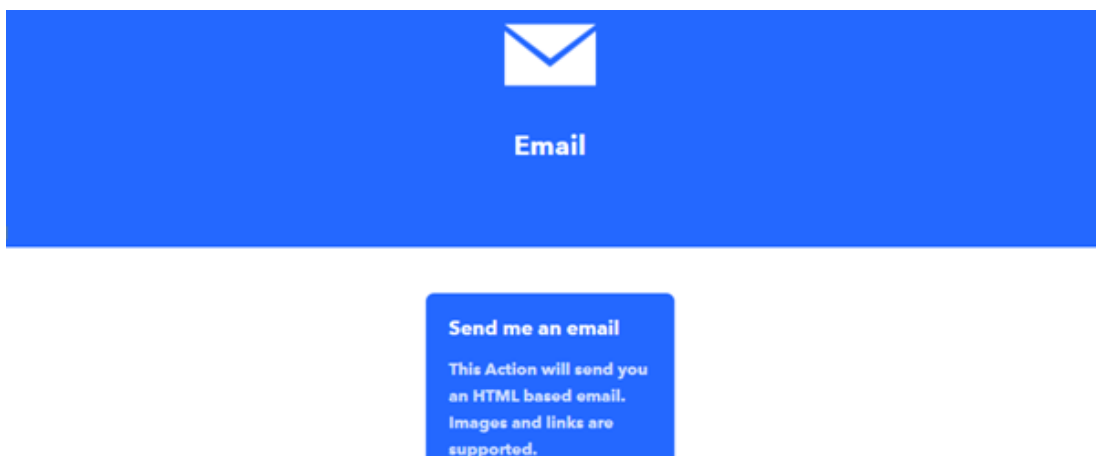 Email
Send me an email
This Action will send you
an HTML based email.
Images and links are
supported.